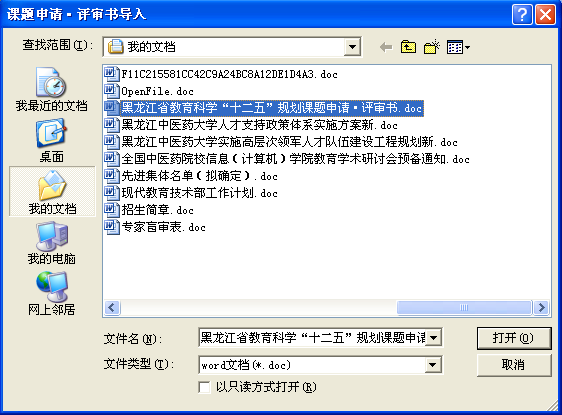 课题申请·评审书导入
查找范围(I):
我的文档
F11C215581CC42C9A24BC8A12DE1D4A3.doc
OpenFile.doc
黑龙江省教育科学“十二五”规划课题申请·评审书.doc
黑龙江中医药大学人才支持政策体系实施方案新.doc
黑龙江中医药大学实施高层次领军人才队伍建设工程规划新.doc
全国中医药院校信息(计算机)学院教育学术研讨会预备通知.doc
先进集体名单(拟确定).doc
现代教育技术部工作计划.doc
招生简章.doc
专家盲审表.doc
我最近的文档
桌面
我的文档
我的电脑
网上邻居
文件名(N):
黑龙江省教育科学“十二五”规划课题申请
打开(O)
文件类型(T):
word文档(*.doc)
取消
以只读方式打开(R)